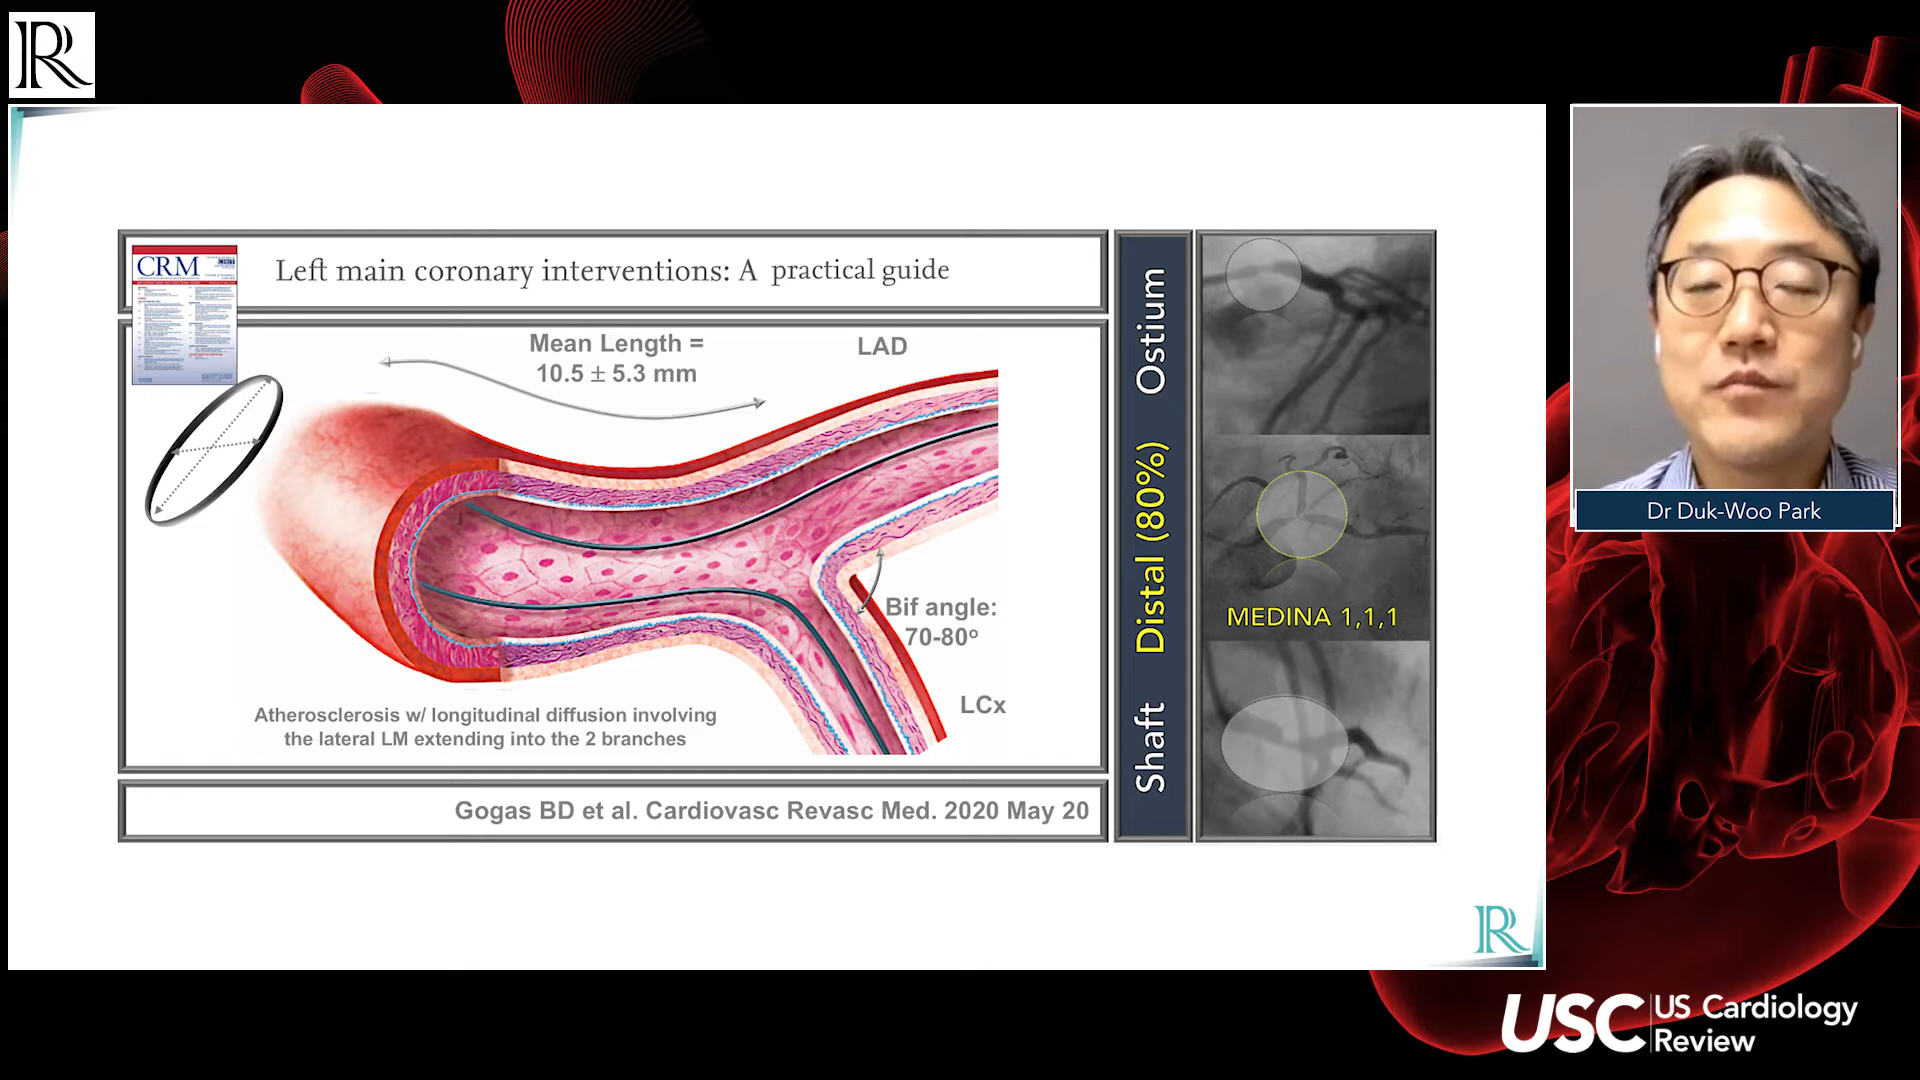 R
CRM
Left main coronary interventions: A practical guide
Mean Length =
10.5 ± 5.3 mm
LAD
Bif angle:
70-80º
LCx
Atherosclerosis w/ longitudinal diffusion involving
the lateral LM extending into the 2 branches
Gogas BD et al. Cardiovasc Revasc Med. 2020 May 20
Ostium
Distal (80%)
Shaft
MEDINA 1,1,1
Dr Duk-Woo Park
R
USC US Cardiology
Review